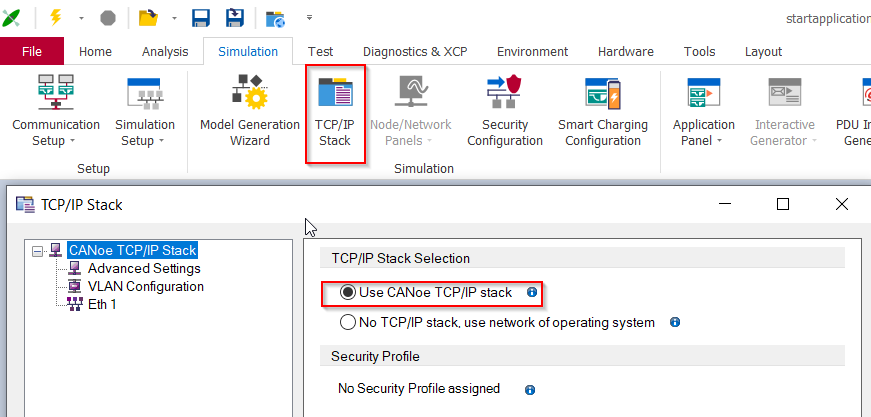 startapplication
File Home Analysis Simulation Test Diagnostics & XCP Environment Hardware Tools Layout
Communication Simulation Model Generation TCP/IP Node/Network Security Smart Charging Application Interactive PDU In
Setup Setup Wizard Stack Panels Configuration Configuration Panel Generator Gene
Setup Simulation
TCP/IP Stack
CANoe TCP/IP Stack
Advanced Settings
VLAN Configuration
Eth 1
TCP/IP Stack Selection
Use CANoe TCP/IP stack
No TCP/IP stack, use network of operating system
Security Profile
No Security Profile assigned